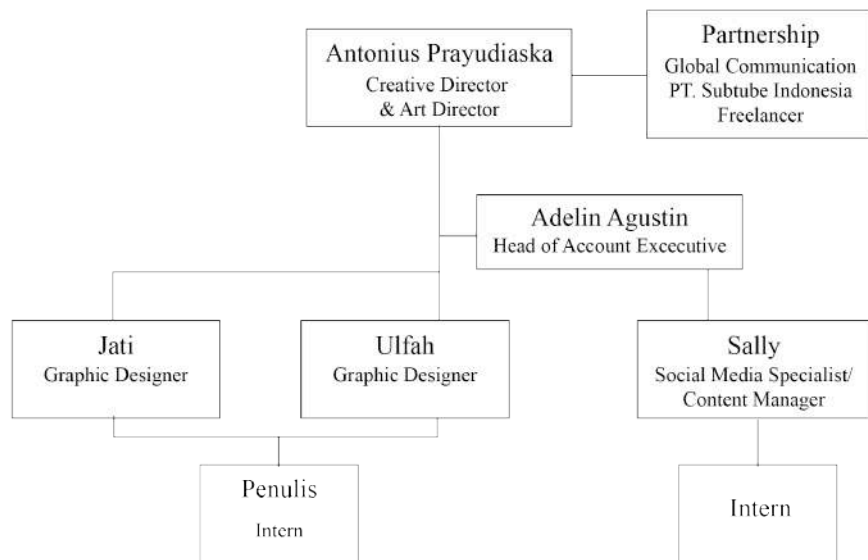 Antonius Prayudiaska
Creative Director
& Art Director
Partnership
Global Communication
PT. Subtube Indonesia
Freelancer
Adelin Agustin
Head of Account Excecutive
Jati
Graphic Designer
Ulfah
Graphic Designer
Sally
Social Media Specialist/
Content Manager
Penulis
Intern
Intern